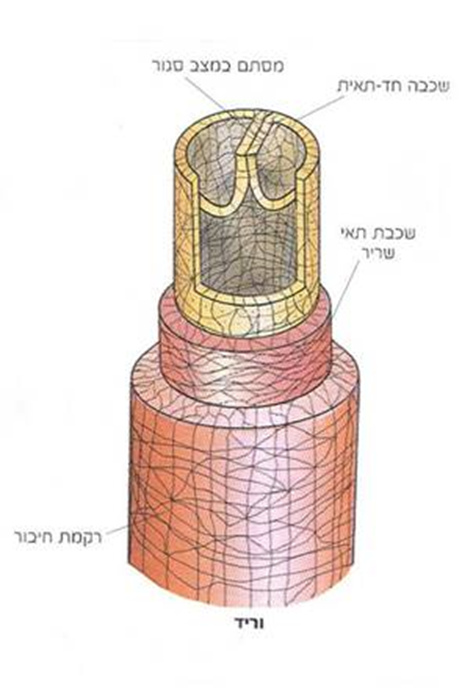 מסתם במצב סגור
שכבה חד-תאית
שכבת תאי
שריר
רקמת חיבור
וריד